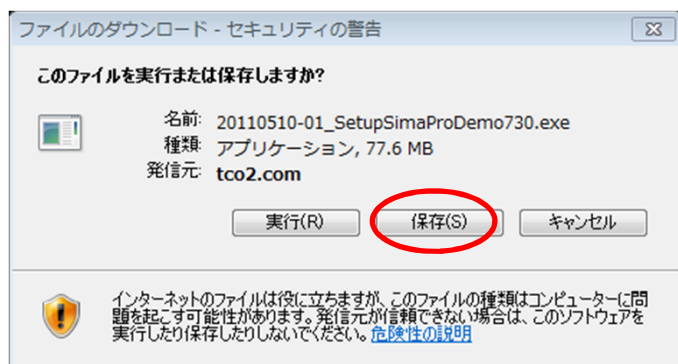 ファイルのダウンロード - セキュリティの警告
このファイルを実行または保存しますか?
名前: 20110510-01_SetupSimaProDemo730.exe
種類: アプリケーション, 77.6 MB
発信元: tco2.com
実行(R) 保存(S) キャンセル
インターネットのファイルは役に立ちますが、このファイルの種類はコンピューターに問
題を起こす可能性があります。発信元が信頼できない場合は、このソフトウェアを
実行したり保存したりしないでください。危険性の説明